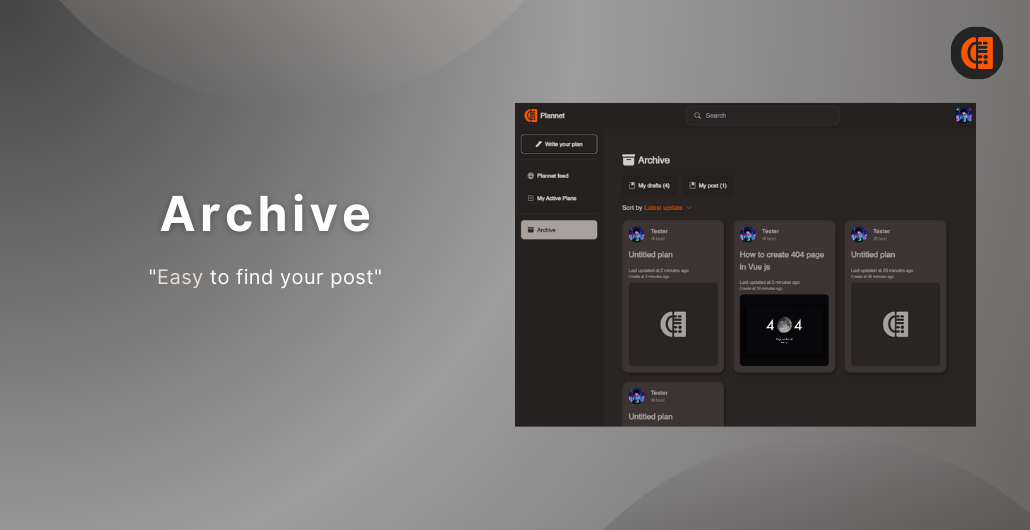 Archive
"Easy to find your post"
Plannet
Search
Write your plan
Plannet feed
My Active Plans
Archive
Archive
My drafts (4)
My post (1)
Sort by Latest update
Tester
@test
Untitled plan
Last updated at 2 minutes ago
Create at 2 minutes ago
Tester
@test
How to create 404 page
in Vue js
Last updated at 3 minutes ago
Create at 18 minutes ago
4 4
Tester
@test
Untitled plan
Last updated at 25 minutes ago
Create at 25 minutes ago
Tester
@test
Untitled plan